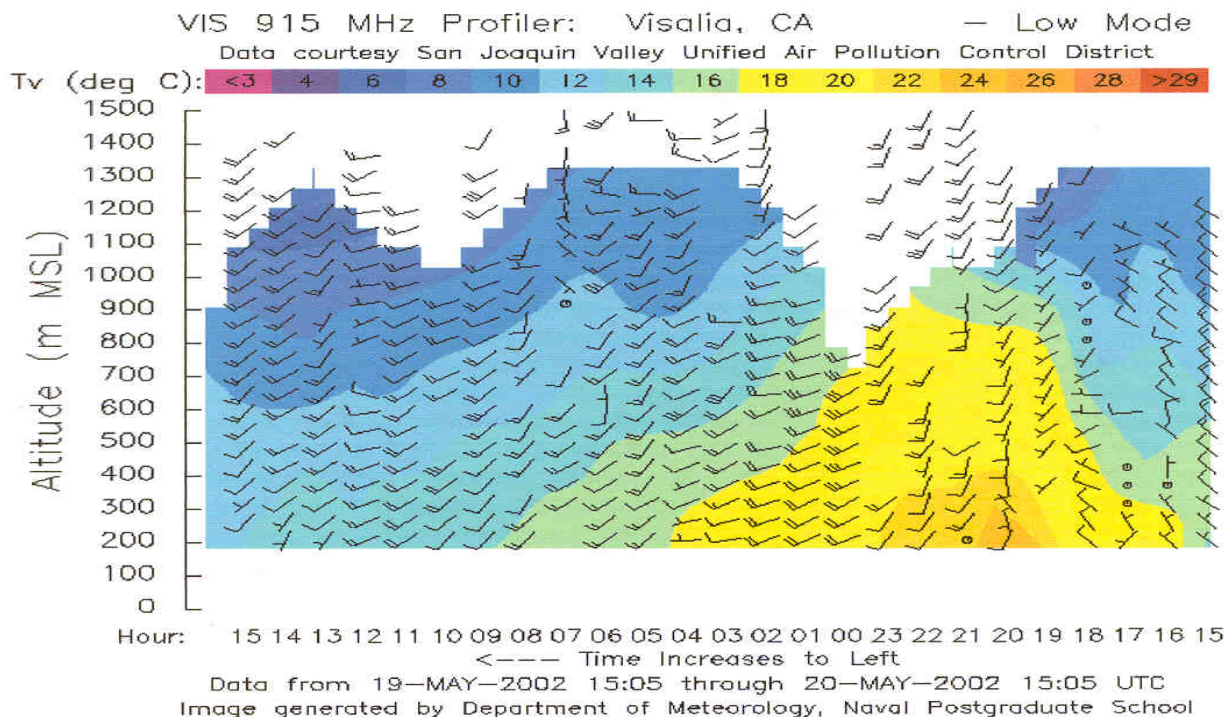 VIS 915 MHz Profiler: Visalia, CA — Low Mode
Data courtesy San Joaquin Valley Unified Air Pollution Control District
Tv (deg C): <3 4 6 8 10 12 14 16 18 20 22 24 26 28 >29
1500
1400
1300
1200
1100
1000
900
800
700
600
500
400
300
200
100
0
Altitude (m MSL)
Hour: 15 14 13 12 11 10 09 08 07 06 05 04 03 02 01 00 23 22 21 20 19 18 17 16 15
<--- Time Increases to Left
Data from 19-MAY-2002 15:05 through 20-MAY-2002 15:05 UTC
Image generated by Department of Meteorology, Naval Postgraduate School